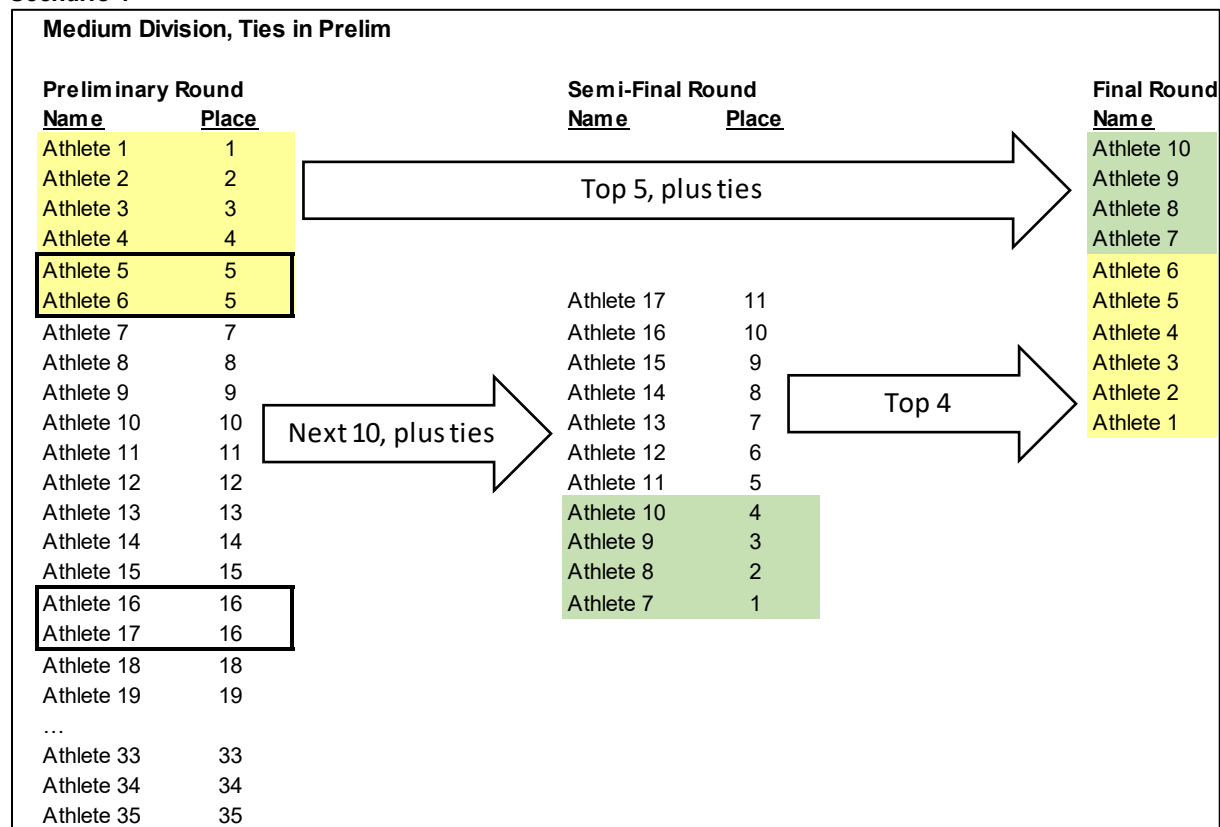 Medium Division, Ties in Prelim
Preliminary Round Semi-Final Round Final Round
Name Place Name Place Name
Athlete 1 1 Athlete 10
Athlete 2 2 Top 5, plus ties Athlete 9
Athlete 3 3 Athlete 8
Athlete 4 4 Athlete 7
Athlete 5 5 Athlete 6
Athlete 6 5 Athlete 17 11 Athlete 5
Athlete 7 7 Athlete 16 10 Athlete 4
Athlete 8 8 Athlete 15 9 Athlete 3
Athlete 9 9 Athlete 14 8 Top 4 Athlete 2
Athlete 10 10 Next 10, plus ties Athlete 13 7 Athlete 1
Athlete 11 11 Athlete 12 6
Athlete 12 12 Athlete 11 5
Athlete 13 13 Athlete 10 4
Athlete 14 14 Athlete 9 3
Athlete 15 15 Athlete 8 2
Athlete 16 16 Athlete 7 1
Athlete 17 16
Athlete 18 18
Athlete 19 19
…
Athlete 33 33
Athlete 34 34
Athlete 35 35